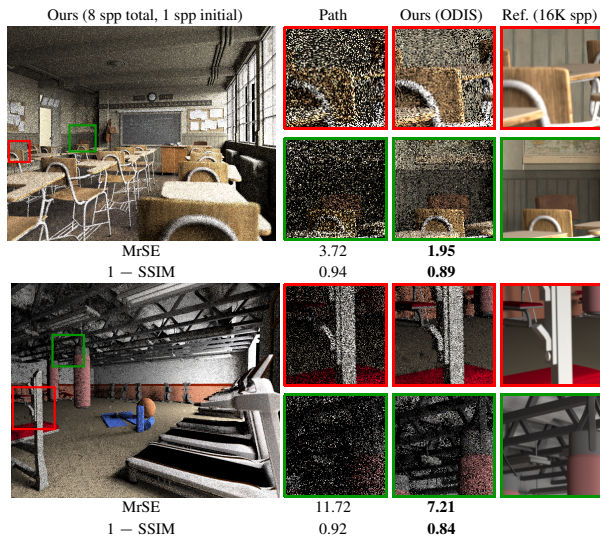 Ours (8 spp total, 1 spp initial) Path Ours (ODIS) Ref. (16K spp)
MrSE 3.72 1.95
1 − SSIM 0.94 0.89
MrSE 11.72 7.21
1 − SSIM 0.92 0.84